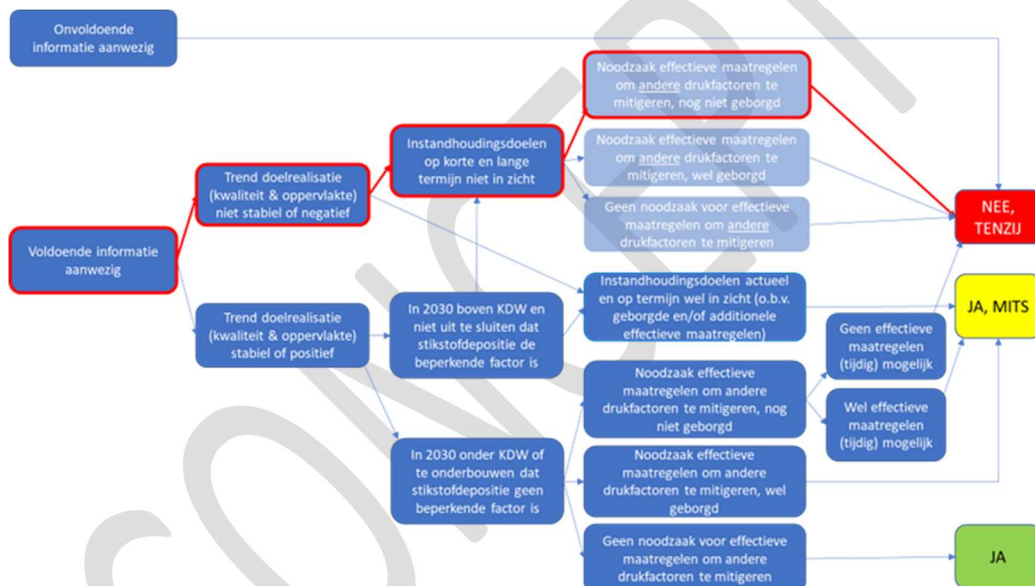 Onvoldoende
informatie aanwezig
Noodzaak effectieve maatregelen
om andere drukfactoren te
mitigeren, nog niet geborgd
Instandhoudingsdoelen
op korte en lange
termijn niet in zicht
Noodzaak effectieve maatregelen
om andere drukfactoren te
mitigeren, wel geborgd
Trend doelrealisatie
(kwaliteit & oppervlakte)
niet stabiel of negatief
Geen noodzaak voor effectieve
maatregelen om andere
drukfactoren te mitigeren
NEE,
TENZIJ
Voldoende informatie
aanwezig
Instandhoudingsdoelen actueel
en op termijn wel in zicht (o.b.v.
geborgde en/of additionele
effectieve maatregelen)
JA, MITS
Trend doelrealisatie
(kwaliteit & oppervlakte)
stabiel of positief
In 2030 boven KDW en
niet uit te sluiten dat
stikstofdepositie de
beperkende factor is
Geen effectieve
maatregelen
(tijdig) mogelijk
Noodzaak effectieve
maatregelen om andere
drukfactoren te mitigeren, nog
niet geborgd
Wel effectieve
maatregelen
(tijdig) mogelijk
In 2030 onder KDW of
te onderbouwen dat
stikstofdepositie geen
beperkende factor is
Noodzaak effectieve
maatregelen om andere
drukfactoren te mitigeren, wel
geborgd
Geen noodzaak voor effectieve
maatregelen om andere
drukfactoren te mitigeren
JA
CONCEPT